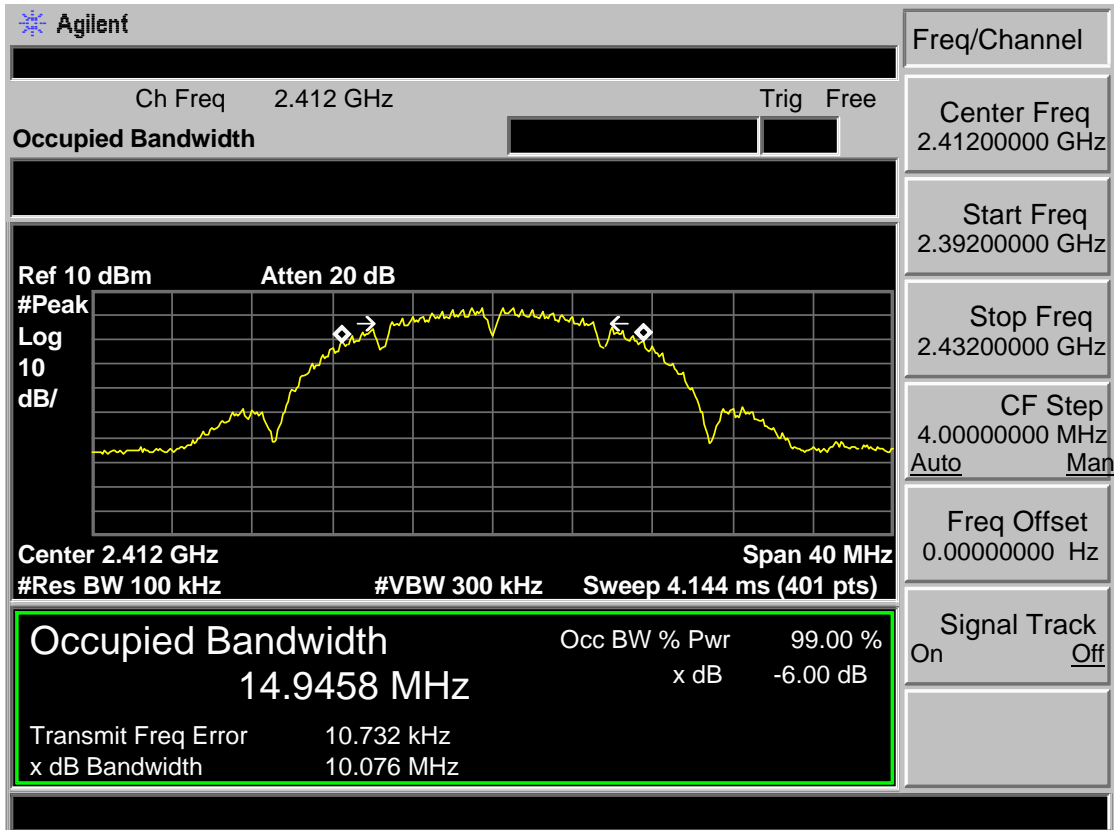 Agilent
Freq/Channel
Ch Freq 2.412 GHz Trig Free
Occupied Bandwidth
Center Freq
2.41200000 GHz
Start Freq
2.39200000 GHz
Stop Freq
2.43200000 GHz
CF Step
4.00000000 MHz
Auto Man
Freq Offset
0.00000000 Hz
Signal Track
On Off
Ref 10 dBm Atten 20 dB
#Peak
Log
10
dB/
Center 2.412 GHz Span 40 MHz
#Res BW 100 kHz #VBW 300 kHz Sweep 4.144 ms (401 pts)
Occupied Bandwidth
14.9458 MHz
Occ BW % Pwr 99.00 %
x dB -6.00 dB
Transmit Freq Error 10.732 kHz
x dB Bandwidth 10.076 MHz